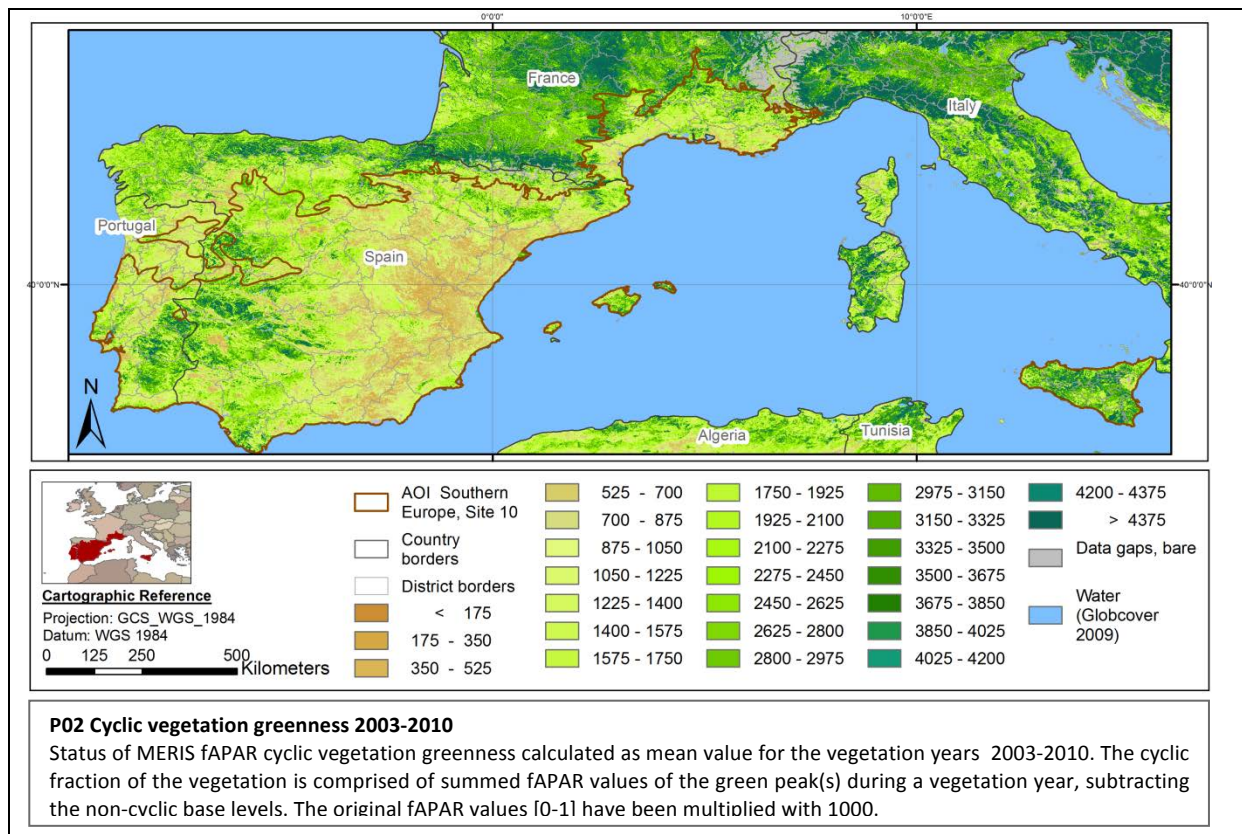 0°0'0"
10°0'0"E
France
Italy
Portugal
Spain
40°0'0"N
40°0'0"N
N
Algeria
Tunisia
AOI Southern
Europe, Site 10
Country
borders
District borders
< 175
175 - 350
350 - 525
525 - 700
700 - 875
875 - 1050
1050 - 1225
1225 - 1400
1400 - 1575
1575 - 1750
1750 - 1925
1925 - 2100
2100 - 2275
2275 - 2450
2450 - 2625
2625 - 2800
2800 - 2975
2975 - 3150
3150 - 3325
3325 - 3500
3500 - 3675
3675 - 3850
3850 - 4025
4025 - 4200
4200 - 4375
> 4375
Data gaps, bare
Water
(Globcover
2009)
Cartographic Reference
Projection: GCS_WGS_1984
Datum: WGS 1984
0 125 250 500
Kilometers
P02 Cyclic vegetation greenness 2003-2010
Status of MERIS fAPAR cyclic vegetation greenness calculated as mean value for the vegetation years 2003-2010. The cyclic
fraction of the vegetation is comprised of summed fAPAR values of the green peak(s) during a vegetation year, subtracting
the non-cyclic base levels. The original fAPAR values [0-1] have been multiplied with 1000.